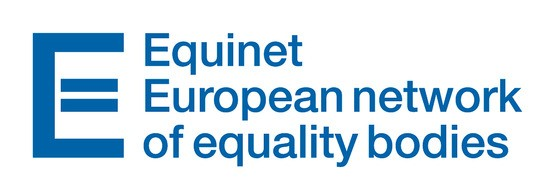 Equinet
European network
of equality bodies